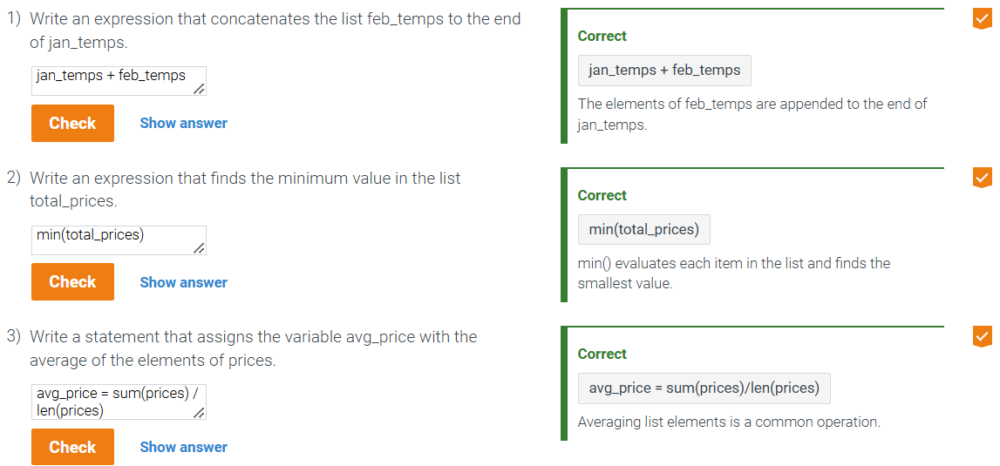 1) Write an expression that concatenates the list feb_temps to the end
of jan_temps.
jan_temps + feb_temps
Check Show answer
Correct
jan_temps + feb_temps
The elements of feb_temps are appended to the end of
jan_temps.
2) Write an expression that finds the minimum value in the list
total_prices.
min(total_prices)
Check Show answer
Correct
min(total_prices)
min() evaluates each item in the list and finds the
smallest value.
3) Write a statement that assigns the variable avg_price with the
average of the elements of prices.
avg_price = sum(prices) /
len(prices)
Check Show answer
Correct
avg_price = sum(prices)/len(prices)
Averaging list elements is a common operation.